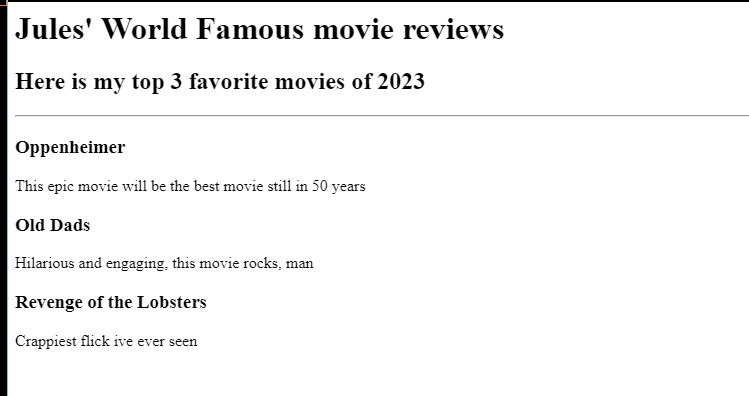 Jules' World Famous movie reviews
Here is my top 3 favorite movies of 2023
Oppenheimer
This epic movie will be the best movie still in 50 years
Old Dads
Hilarious and engaging, this movie rocks, man
Revenge of the Lobsters
Crappiest flick ive ever seen